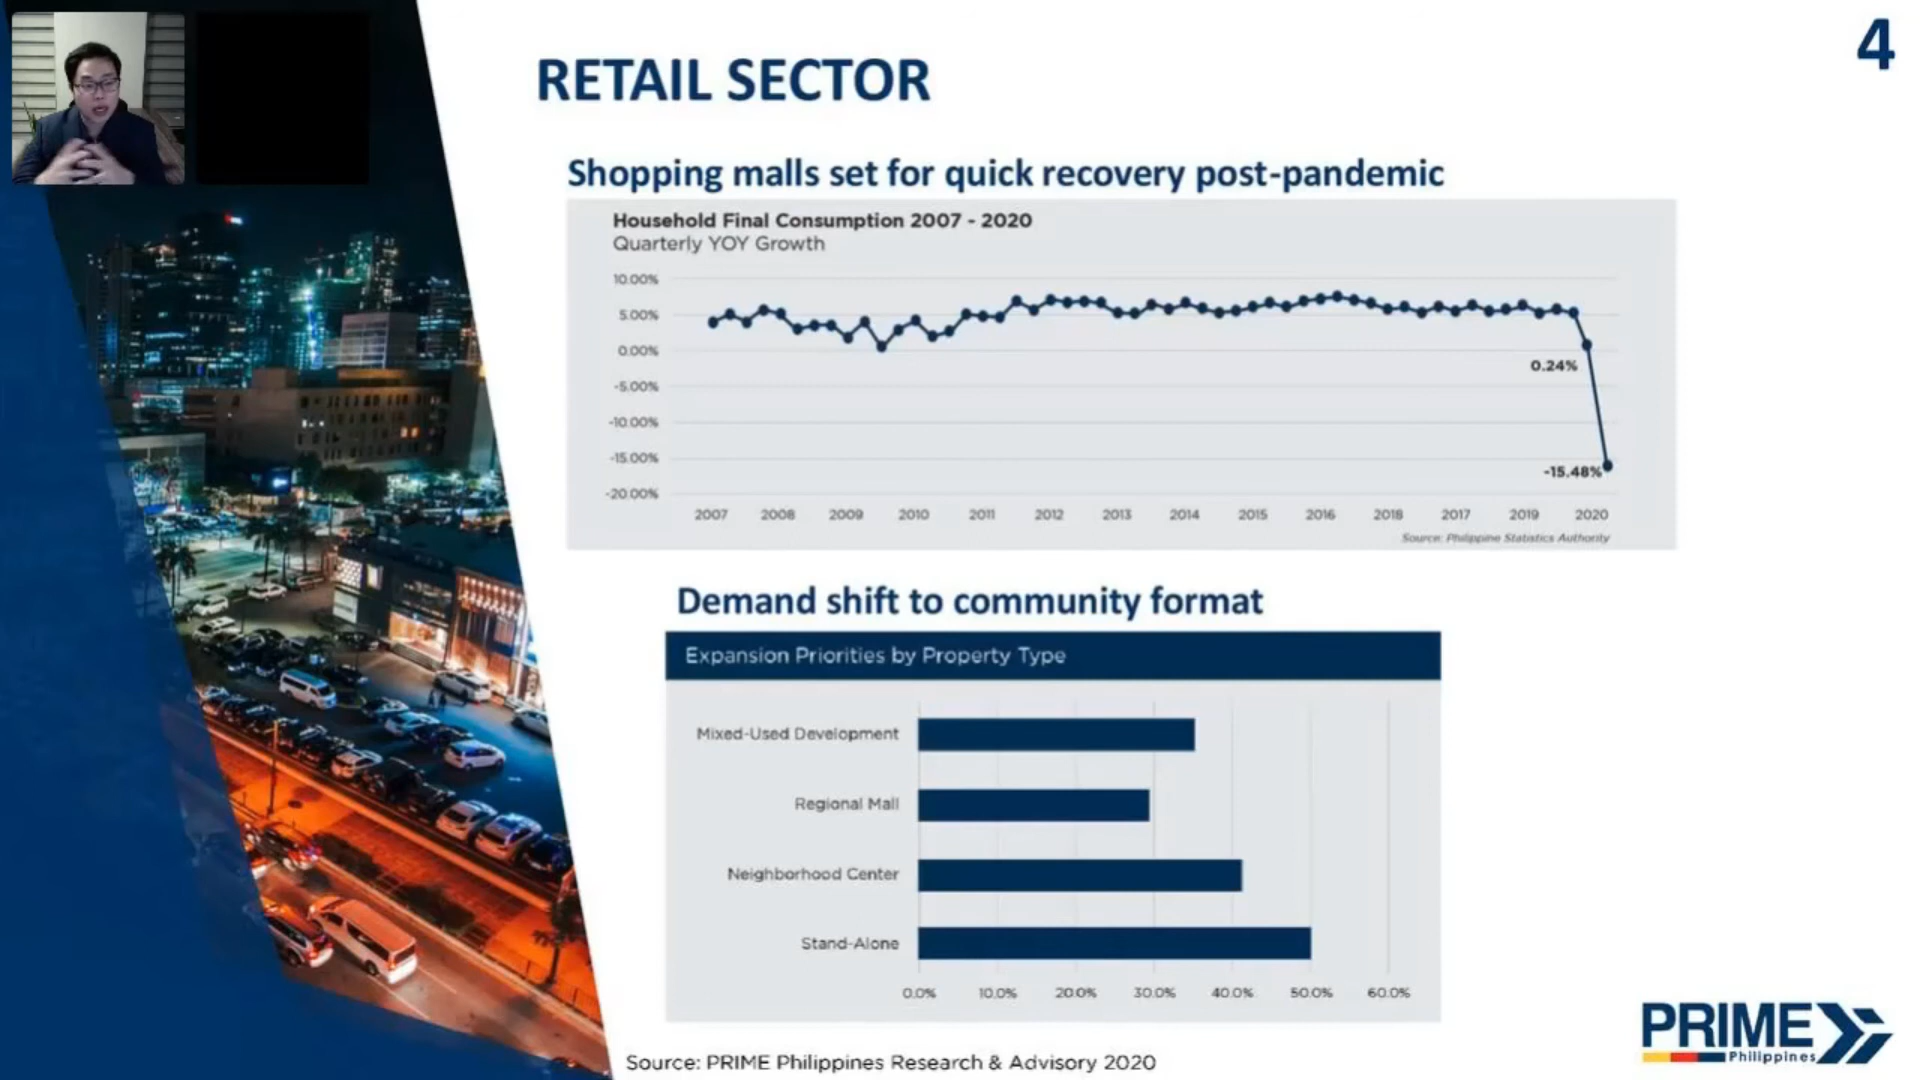 4
RETAIL SECTOR
Shopping malls set for quick recovery post-pandemic
Household Final Consumption 2007 - 2020
Quarterly YOY Growth
10.00%
5.00%
0.00%
-5.00%
-10.00%
-15.00%
-20.00%
0.24%
-15.48%
2007 2008 2009 2010 2011 2012 2013 2014 2015 2016 2018 2017 2019 2020
Source: Philippine Statistics Authority
Demand shift to community format
Expansion Priorities by Property Type
Mixed-Used Development
Regional Mall
Neighborhood Center
Stand-Alone
0.0% 10.0% 20.0% 30.0% 40.0% 50.0% 60.0%
Source: PRIME Philippines Research & Advisory 2020
PRIME
Philippines